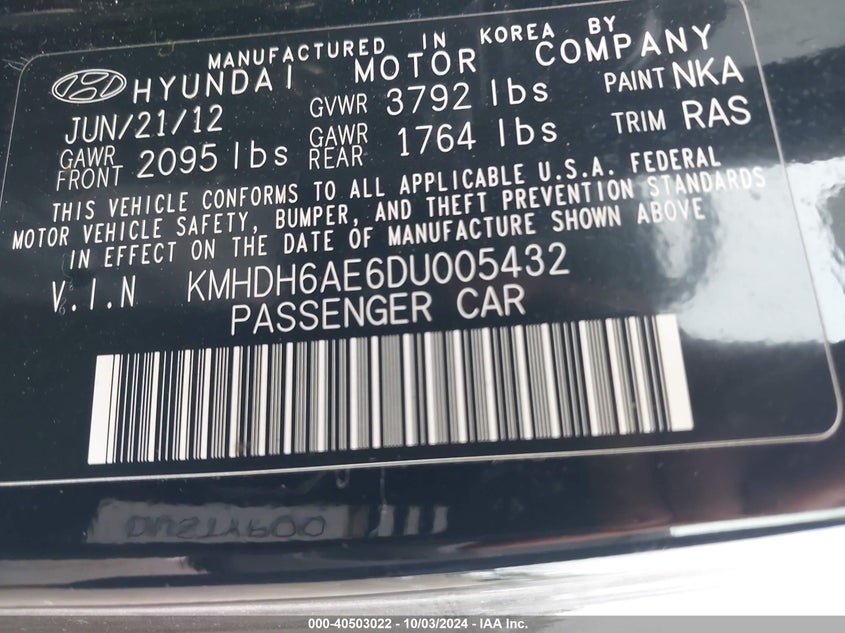 MANUFACTURED IN KOREA BY
HYUNDAI MOTOR COMPANY
JUN/21/12 GVWR 3792 lbs PAINT NKA
GAWR FRONT 2095 lbs GAWR REAR 1764 lbs TRIM RAS
THIS VEHICLE CONFORMS TO ALL APPLICABLE U.S.A. FEDERAL
MOTOR VEHICLE SAFETY, BUMPER, AND THEFT PREVENTION STANDARDS
IN EFFECT ON THE DATE OF MANUFACTURE SHOWN ABOVE
V.I.N KMHDH6AE6DU005432
PASSENGER CAR
000-40503022 - 10/03/2024 - IAA Inc.